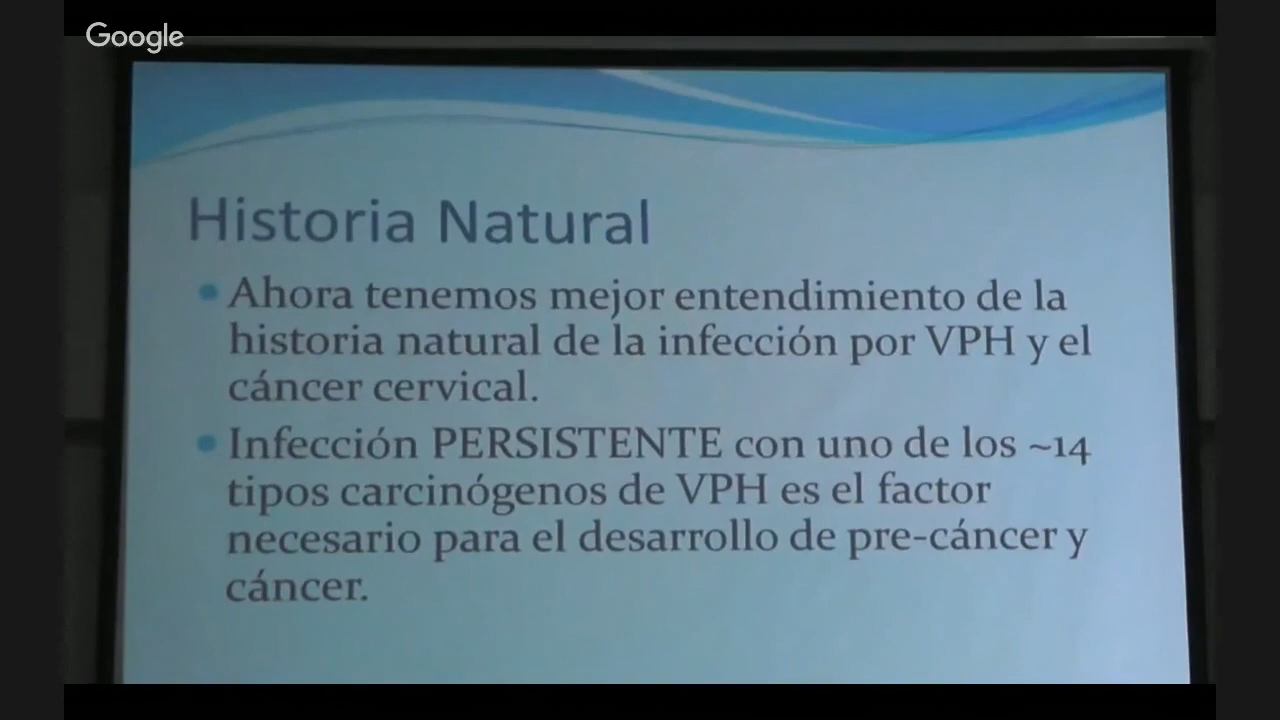 Google
Historia Natural
Ahora tenemos mejor entendimiento de la
historia natural de la infección por VPH y el
cáncer cervical.
Infección PERSISTENTE con uno de los ~14
tipos carcinógenos de VPH es el factor
necesario para el desarrollo de pre-cáncer y
cáncer.